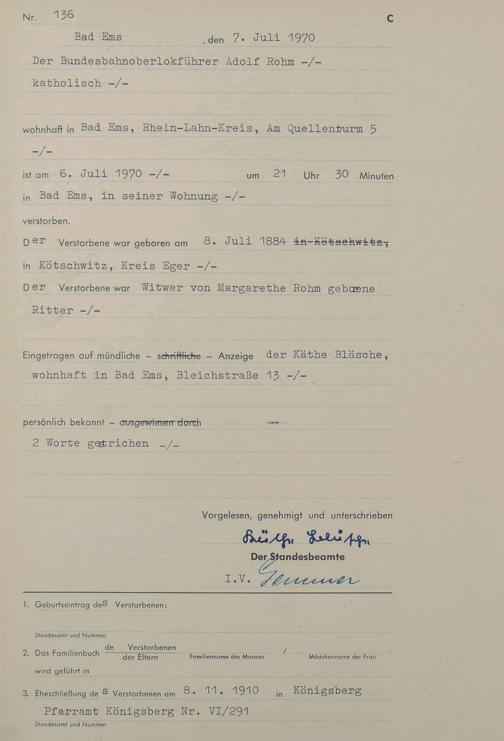 Nr. 136 C
Bad Ems , den 7. Juli 1970
Der Bundesbahnoberlokführer Adolf Rohm -/-
katholisch -/-
wohnhaft in Bad Ems, Rhein-Lahn-Kreis, Am Quellenturm 5
-/-
ist am 6. Juli 1970 -/- um 21 Uhr 30 Minuten
in Bad Ems, in seiner Wohnung -/-
verstorben.
Der Verstorbene war geboren am 8. Juli 1884 in Kötschwitz,
in Kötschwitz, Kreis Eger -/-
Der Verstorbene war Witwer von Margarethe Rohm geborene
Ritter -/-
Eingetragen auf mündliche – schriftliche – Anzeige der Käthe Bläsche,
wohnhaft in Bad Ems, Bleichstraße 13 -/-
persönlich bekannt – ausgewiesen durch ---
2 Worte gestrichen -/-
Vorgelesen, genehmigt und unterschrieben
Der Standesbeamte
I.V.
1. Geburtseintrag des Verstorbenen:
Standesamt und Nummer
2. Das Familienbuch de Verstorbenen
der Eltern Familienname des Mannes / Mädchenname der Frau
wird geführt in
3. Eheschließung des Verstorbenen am 8. 11. 1910 in Königsberg
Pfarramt Königsberg Nr. VI/291
Standesamt und Nummer